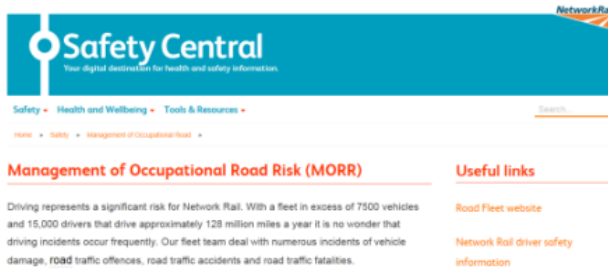 NetworkRa
Safety Central
Your digital destination for health and safety information.
Safety Health and Wellbeing Tools & Resources
Search...
Home » Safety » Management of Occupational Road »
Management of Occupational Road Risk (MORR)
Useful links
Driving represents a significant risk for Network Rail. With a fleet in excess of 7500 vehicles
Road Fleet website
and 15,000 drivers that drive approximately 128 million miles a year it is no wonder that
driving incidents occur frequently. Our fleet team deal with numerous incidents of vehicle
Network Rail driver safety
damage, road traffic offences, road traffic accidents and road traffic fatalities.
information